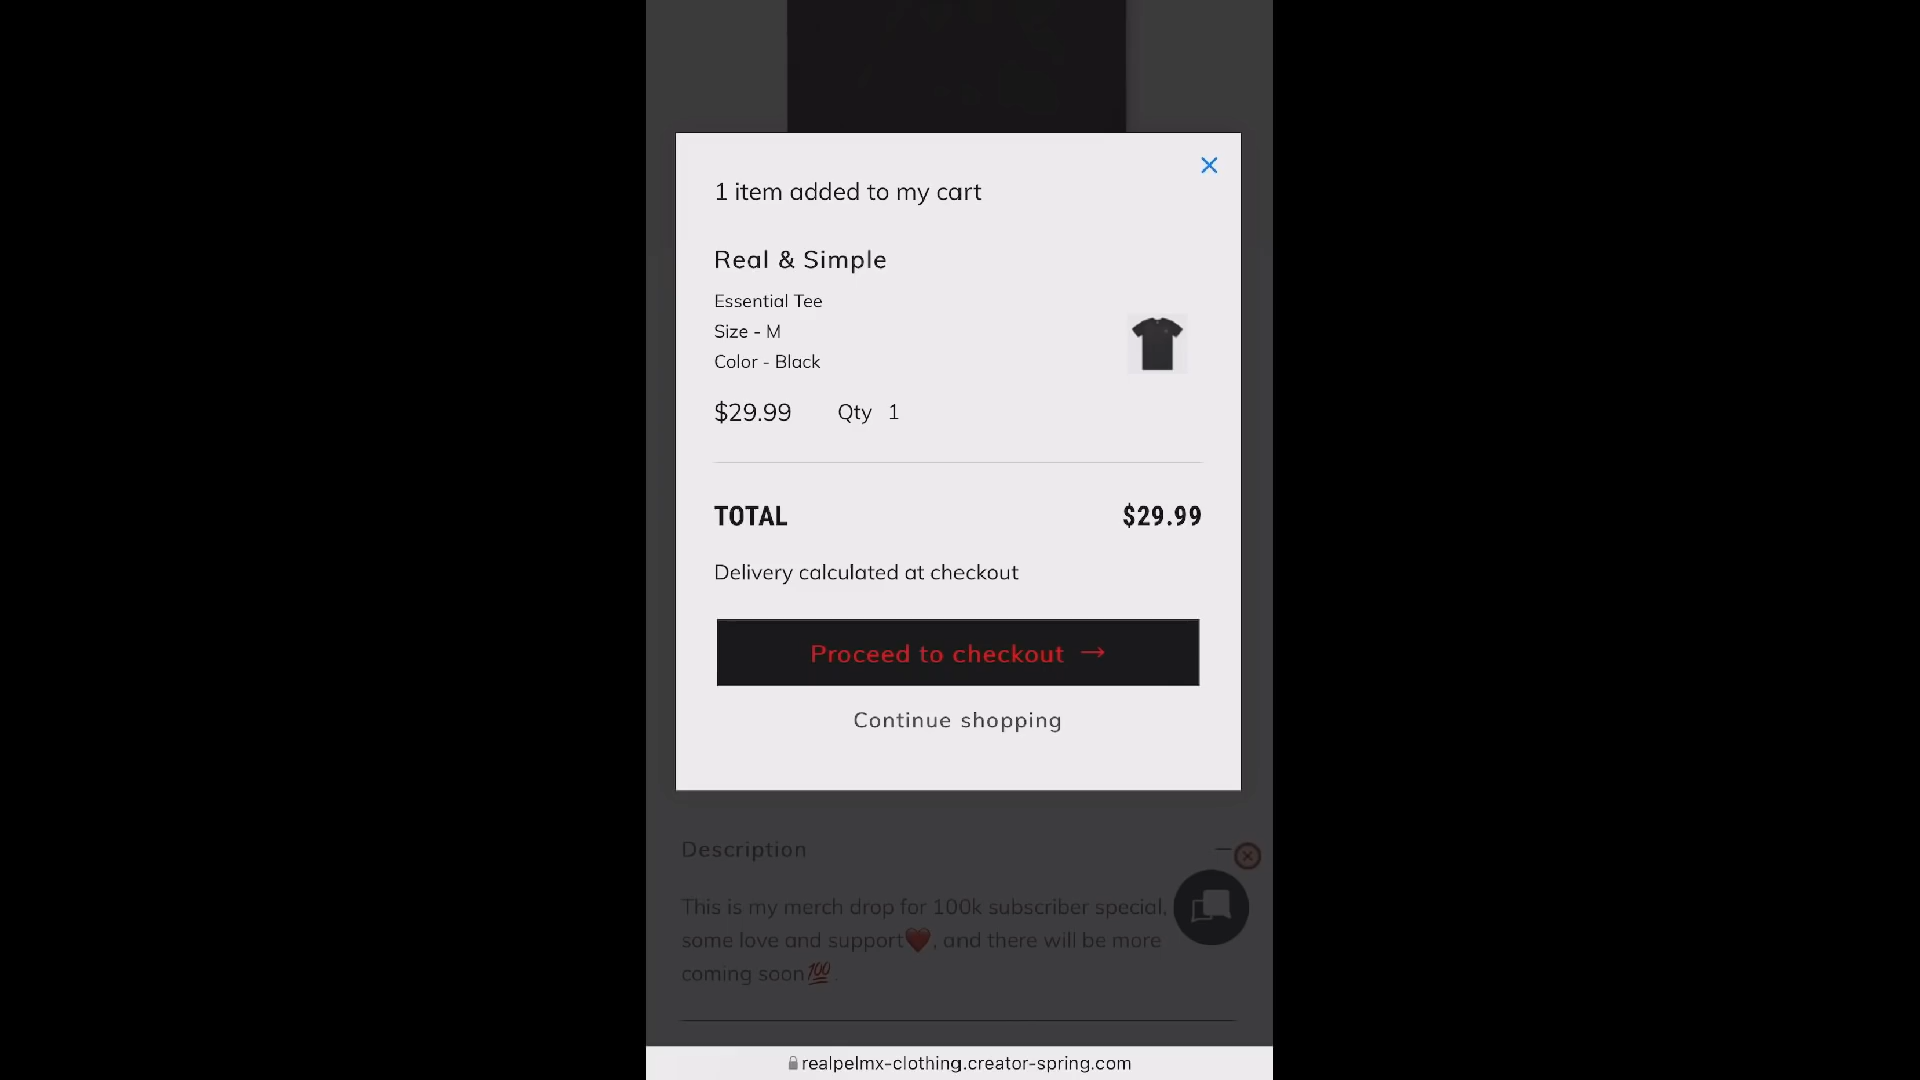 1 item added to my cart
Real & Simple
Essential Tee
Size - M
Color - Black
$29.99 Qty 1
TOTAL $29.99
Delivery calculated at checkout
Proceed to checkout →
Continue shopping
Description
This is my merch drop for 100k subscriber special,
some love and support❤️, and there will be more
coming soon💯.
realpelmx-clothing.creator-spring.com